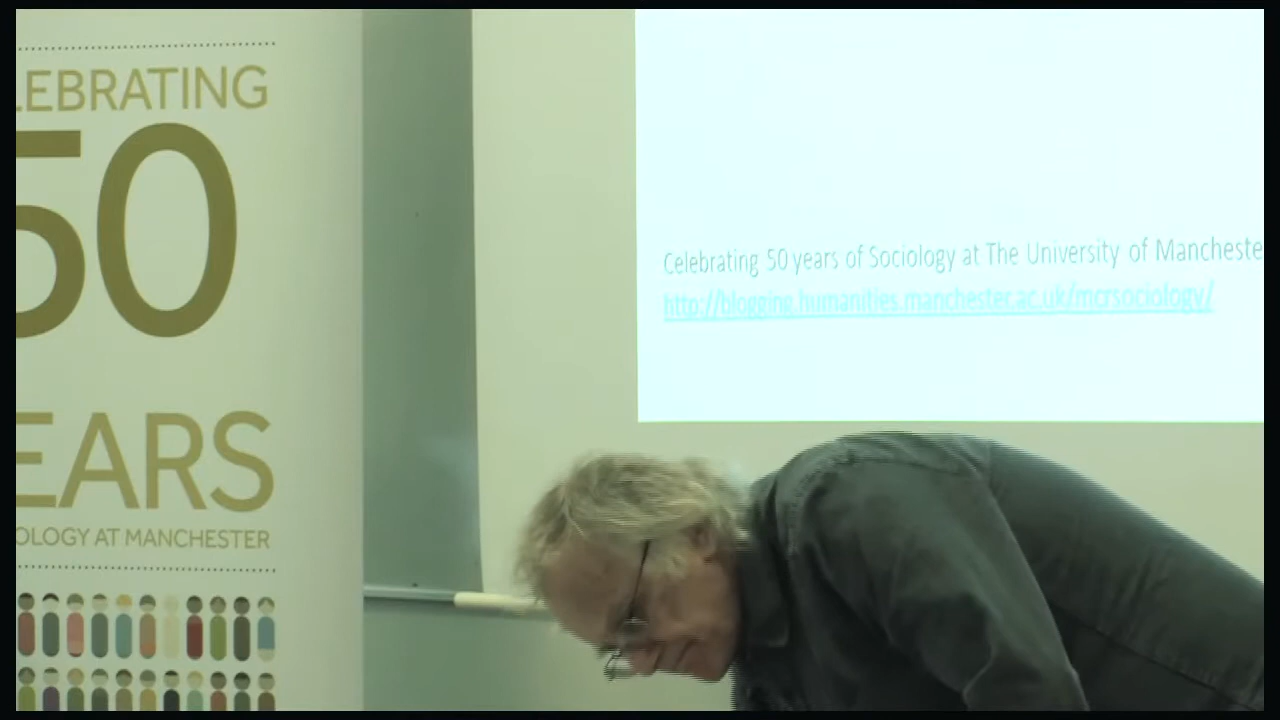 LEBRATING
50
EARS
OLOGY AT MANCHESTER
Celebrating 50 years of Sociology at The University of Mancheste
http://blogging.humanities.manchester.ac.uk/mcrsociology/